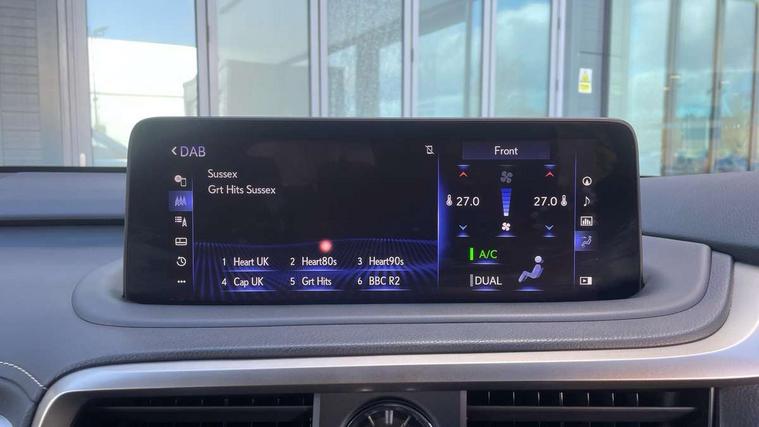 DAB
Sussex
Grt Hits Sussex
1 Heart UK 2 Heart80s 3 Heart90s
4 Cap UK 5 Grt Hits 6 BBC R2
Front
27.0 27.0
A/C
DUAL